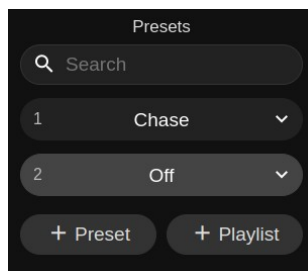 Presets
Search
1 Chase
2 Off
+ Preset + Playlist